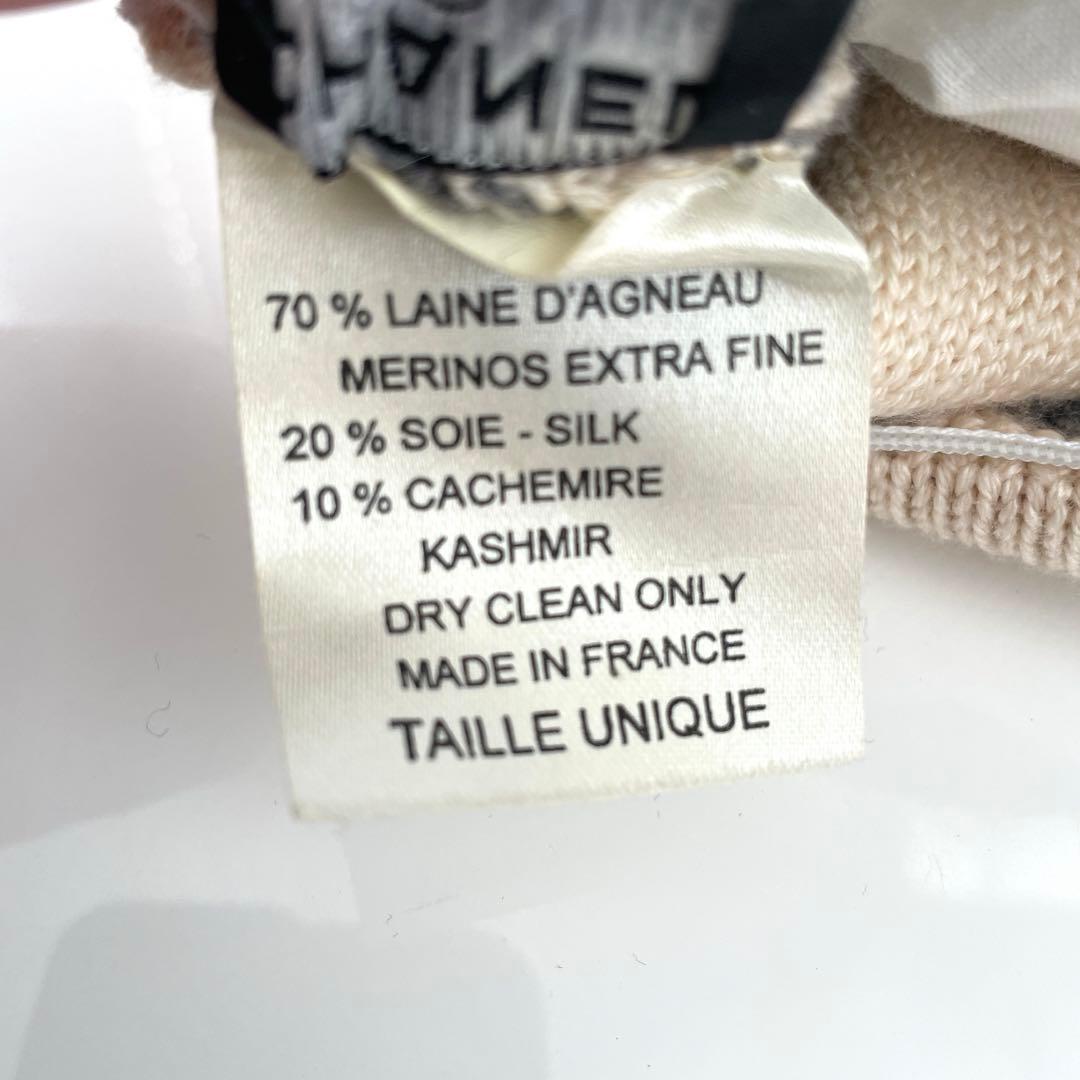 CHANEL
70 % LAINE D'AGNEAU
MERINOS EXTRA FINE
20 % SOIE - SILK
10 % CACHEMIRE
KASHMIR
DRY CLEAN ONLY
MADE IN FRANCE
TAILLE UNIQUE